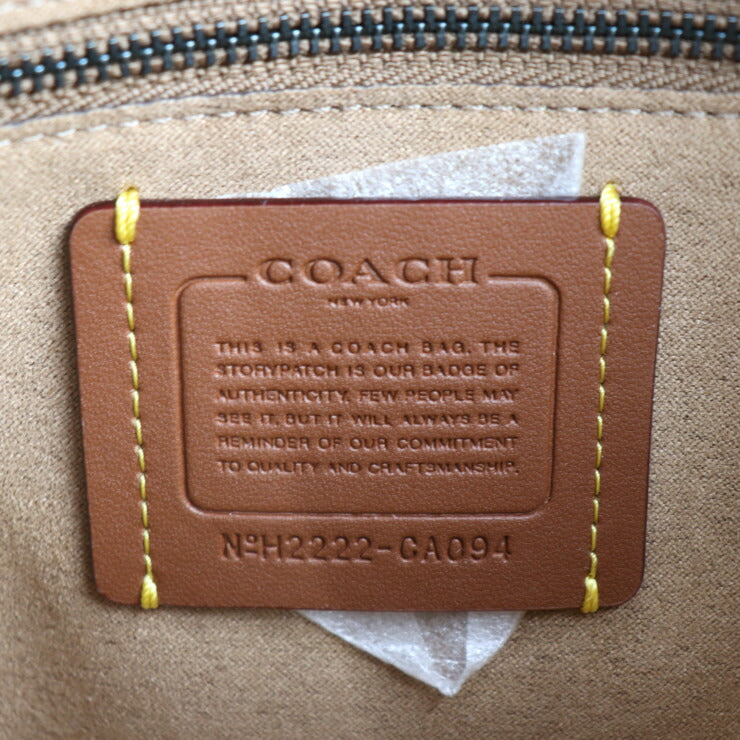 COACH
NEW YORK
THIS IS A COACH BAG. THE
STORYPATCH IS OUR BADGE OF
AUTHENTICITY. FEW PEOPLE MAY
SEE IT, BUT IT WILL ALWAYS BE A
REMINDER OF OUR COMMITMENT
TO QUALITY AND CRAFTSMANSHIP.
NºH2222-CA094